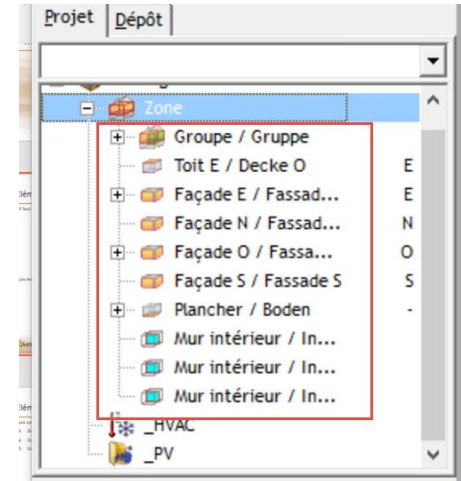 Projet Dépôt
Zone
Groupe / Gruppe
Toit E / Decke O E
Façade E / Fassad... E
Façade N / Fassad... N
Façade O / Fassa... O
Façade S / Fassade S S
Plancher / Boden -
Mur intérieur / In...
Mur intérieur / In...
Mur intérieur / In...
_HVAC
_PV